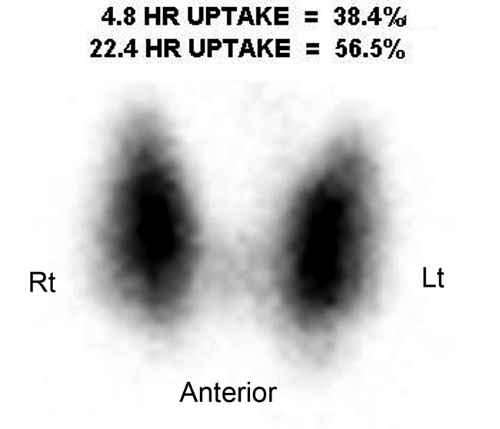 4.8 HR UPTAKE = 38.4%
22.4 HR UPTAKE = 56.5%
Rt
Lt
Anterior